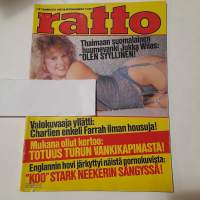 ratto
Thaimaan suomalainen
huumevanki Jukka Wilas:
"OLEN SYYLLINEN!"
Valokuvaaja yllätti:
Charlien enkeli Farrah ilman housuja!
Mukana ollut kertoo:
TOTUUS TURUN VANKIKAPINASTA!
Englannin hovi järkyttyi näistä pornokuvista:
"KOO" STARK NEEKERIN SÄNGYSSÄ!